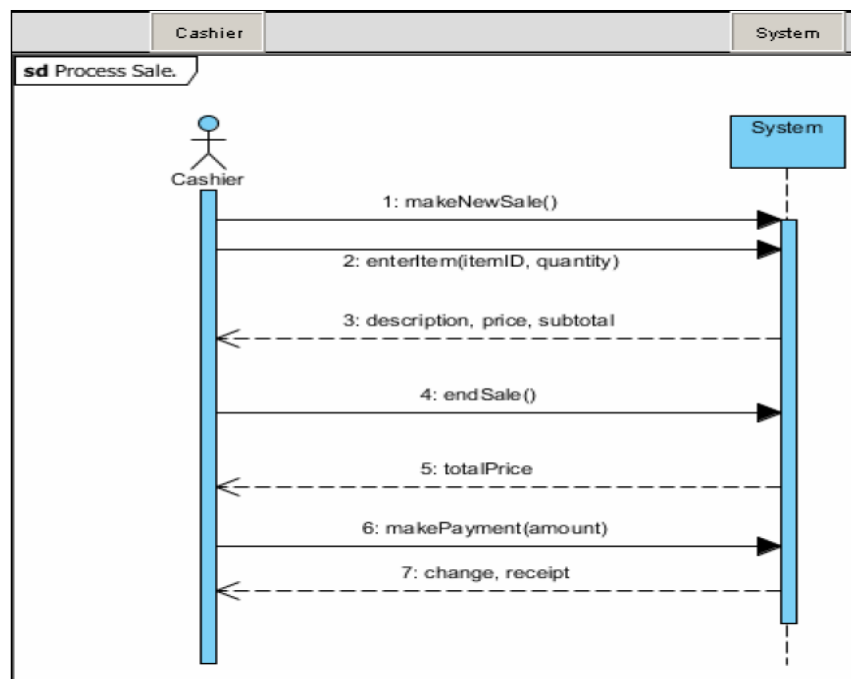 Cashier System
sd Process Sale.
System
Cashier
1: makeNewSale()
2: enterItem(itemID, quantity)
3: description, price, subtotal
4: endSale()
5: totalPrice
6: makePayment(amount)
7: change, receipt